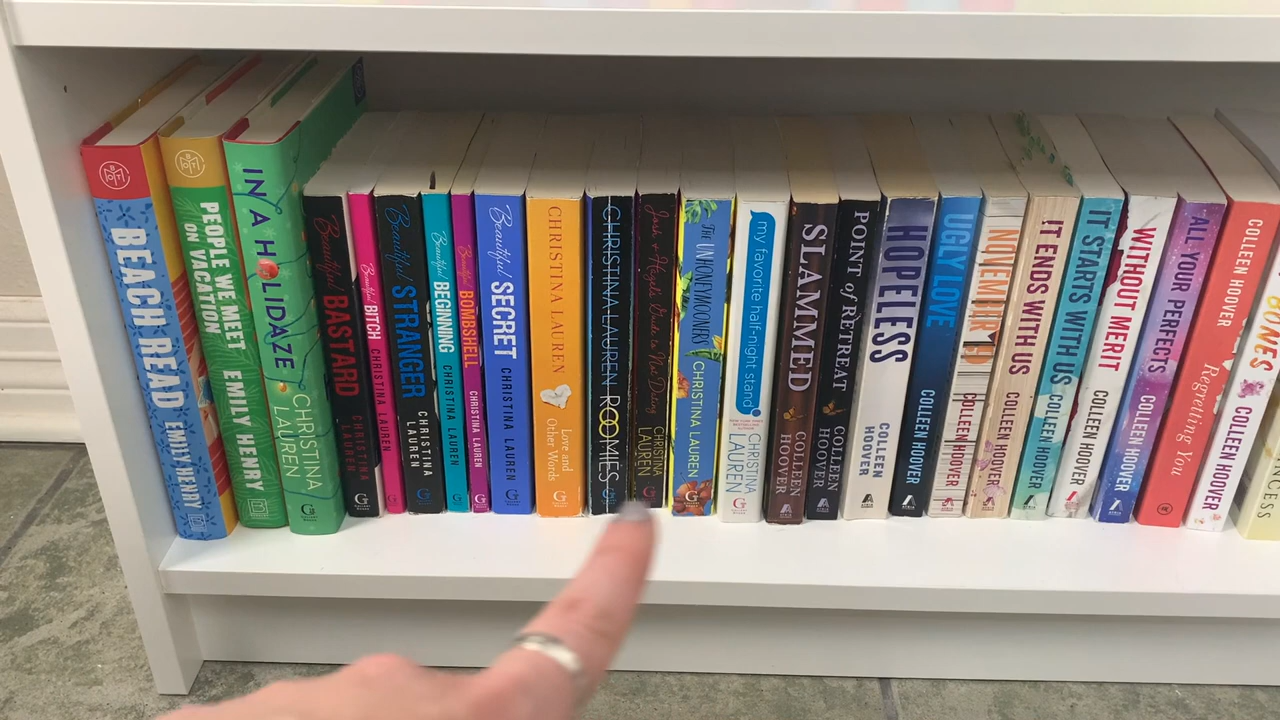 BEACH READ EMILY HENRY
PEOPLE WE MEET
ON VACATION
EMILY HENRY
IN A HOLIDAZE
CHRISTINA
LAUREN
Beautiful BASTARD
CHRISTINA
LAUREN
Beautiful BITCH CHRISTINA LAUREN
Beautiful STRANGER
CHRISTINA
LAUREN
Beautiful BEGINNING CHRISTINA LAUREN
Beautiful BOMBSHELL CHRISTINA LAUREN
Beautiful SECRET CHRISTINA LAUREN
CHRISTINA LAUREN
Love and
Other Words
CHRISTINA LAUREN ROOMIES
Josh & Hazel's Guide to Not Dating
CHRISTINA
LAUREN
THE UNHONEYMOONERS CHRISTINA LAUREN
my favorite half-night stand
CHRISTINA
LAUREN
SLAMMED
COLLEEN
HOOVER
POINT of RETREAT
COLLEEN
HOOVER
HOPELESS
COLLEEN
HOOVER
UGLY LOVE COLLEEN HOOVER
NOVEMBER 9 COLLEEN HOOVER
IT ENDS WITH US COLLEEN HOOVER
IT STARTS WITH US COLLEEN HOOVER
WITHOUT MERIT COLLEEN HOOVER
ALL YOUR PERFECTS COLLEEN HOOVER
COLLEEN HOOVER Regretting You
BONES COLLEEN HOOVER